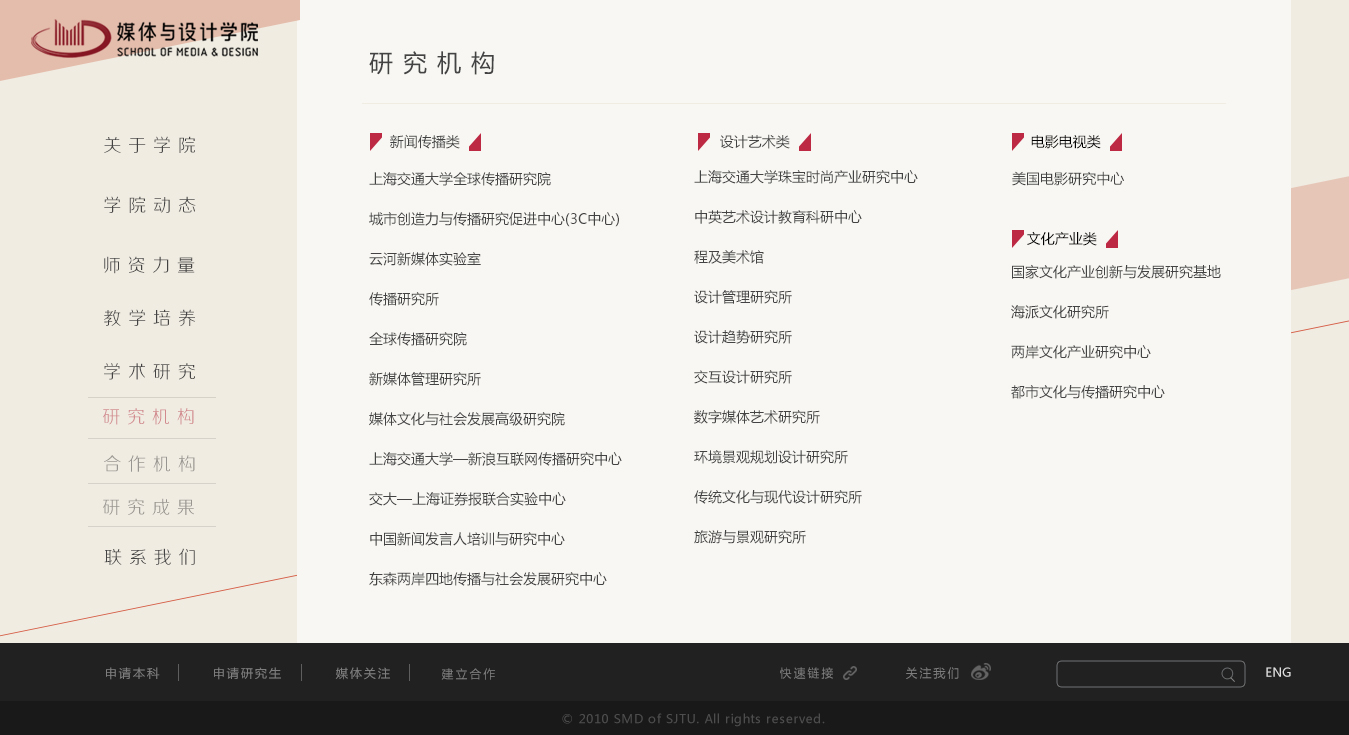 媒体与设计学院
SCHOOL OF MEDIA & DESIGN
关于学院
学院动态
师资力量
教学培养
学术研究
研究机构
合作机构
研究成果
联系我们
研究机构
新闻传播类
上海交通大学全球传播研究院
城市创造力与传播研究促进中心(3C中心)
云河新媒体实验室
传播研究所
全球传播研究院
新媒体管理研究所
媒体文化与社会发展高级研究院
上海交通大学—新浪互联网传播研究中心
交大—上海证券报联合实验中心
中国新闻发言人培训与研究中心
东森两岸四地传播与社会发展研究中心
设计艺术类
上海交通大学珠宝时尚产业研究中心
中英艺术设计教育科研中心
程及美术馆
设计管理研究所
设计趋势研究所
交互设计研究所
数字媒体艺术研究所
环境景观规划设计研究所
传统文化与现代设计研究所
旅游与景观研究所
电影电视类
美国电影研究中心
文化产业类
国家文化产业创新与发展研究基地
海派文化研究所
两岸文化产业研究中心
都市文化与传播研究中心
申请本科
申请研究生
媒体关注
建立合作
快速链接
关注我们
ENG
© 2010 SMD of SJTU. All rights reserved.